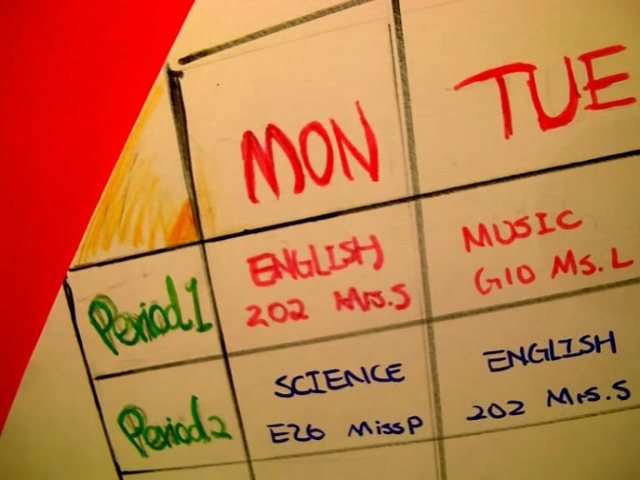 MON TUE
Period 1 ENGLISH MUSIC
202 Mrs.S G10 Ms. L
Period 2 SCIENCE ENGLISH
E26 Miss P 202 Mrs.S